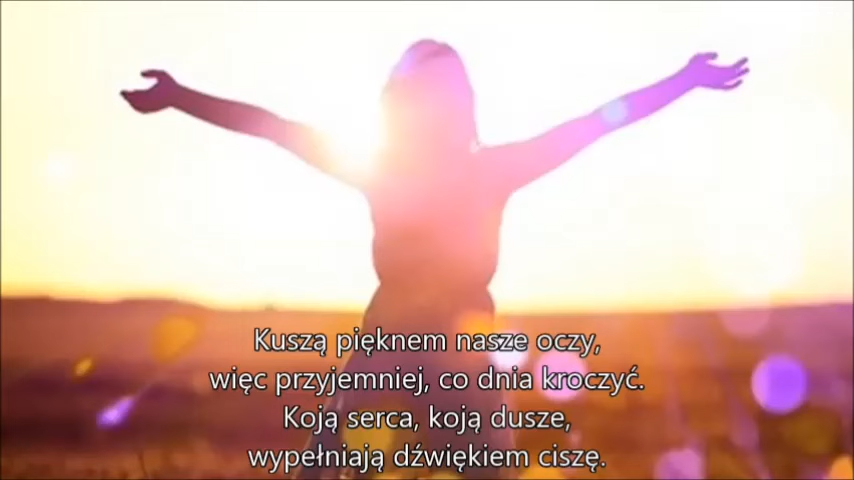 Kuszą pięknem nasze oczy,
więc przyjemniej, co dnia kroczyć.
Koją serca, koją dusze,
wypełniają dźwiękiem ciszę.